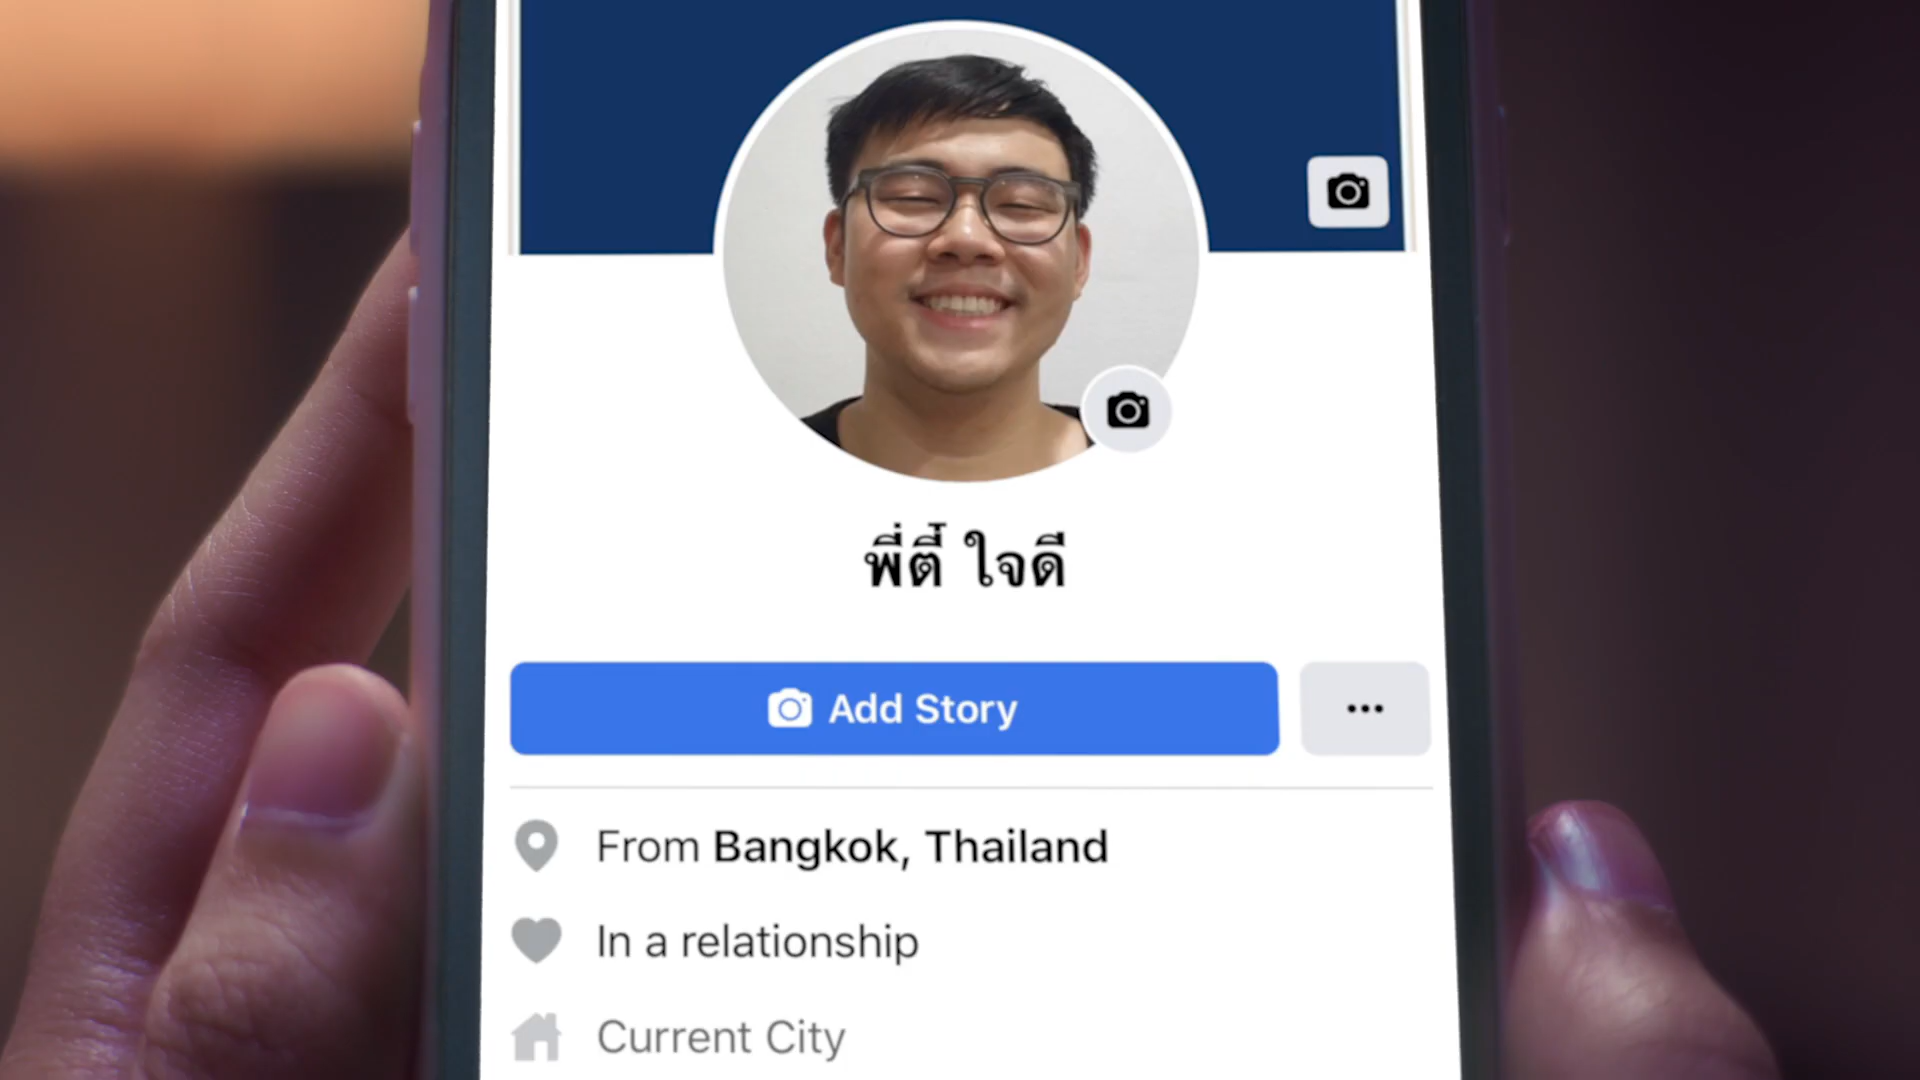 พี่ตี๋ ใจดี
Add Story
From Bangkok, Thailand
In a relationship
Current City